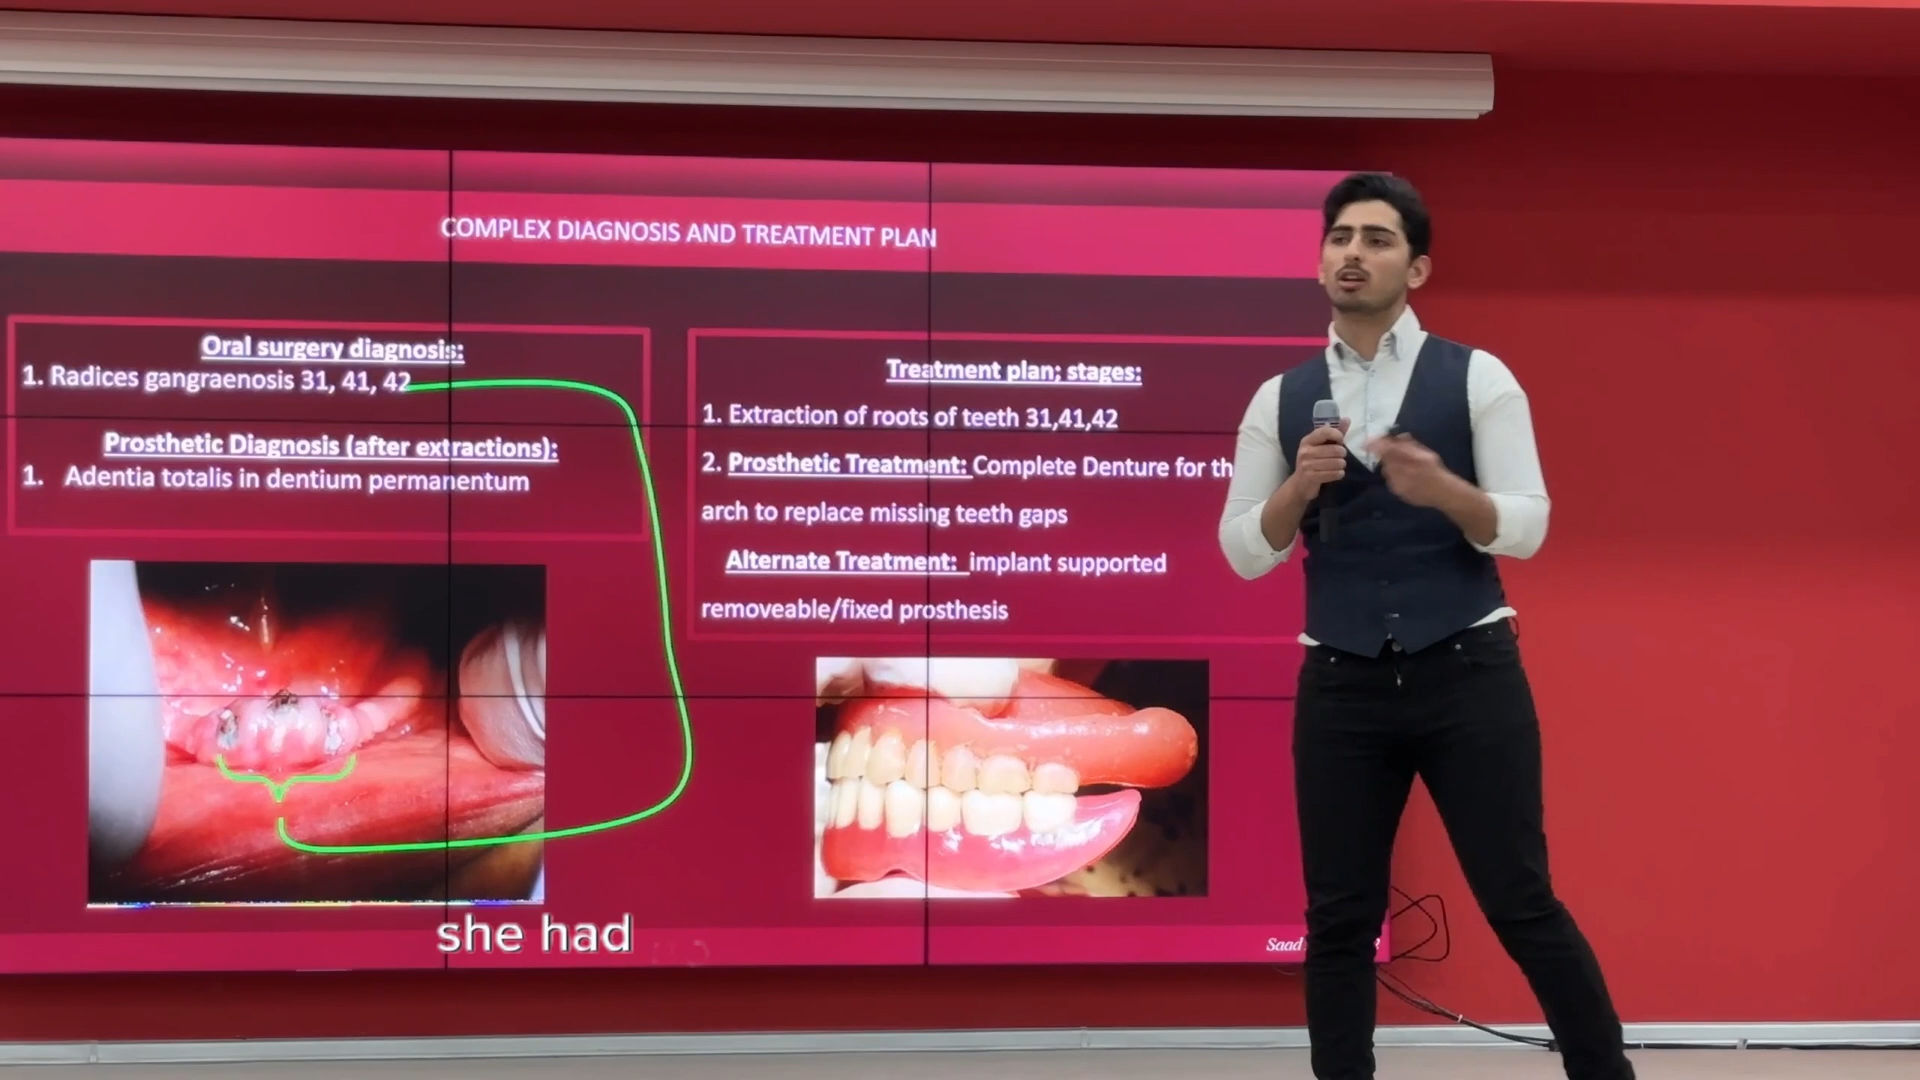 COMPLEX DIAGNOSIS AND TREATMENT PLAN
Oral surgery diagnosis:
1. Radices gangraenosis 31, 41, 42
Prosthetic Diagnosis (after extractions):
1. Adentia totalis in dentium permanentum
Treatment plan; stages:
1. Extraction of roots of teeth 31,41,42
2. Prosthetic Treatment: Complete Denture for th
arch to replace missing teeth gaps
Alternate Treatment: implant supported
removeable/fixed prosthesis
she had
Saad